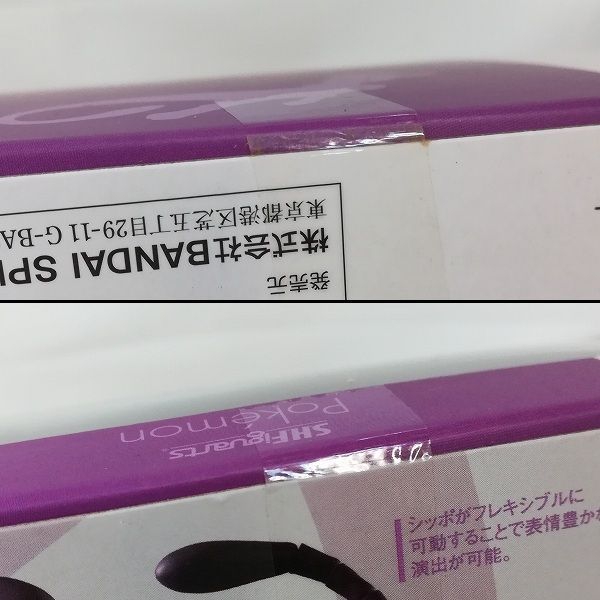 発売元
株式会社BANDAI SPI
東京都港区芝五丁目29-11 G-BA
S.H.Figuarts
Pokémon
シッポがフレキシブルに
可動することで表情豊かな
演出が可能。